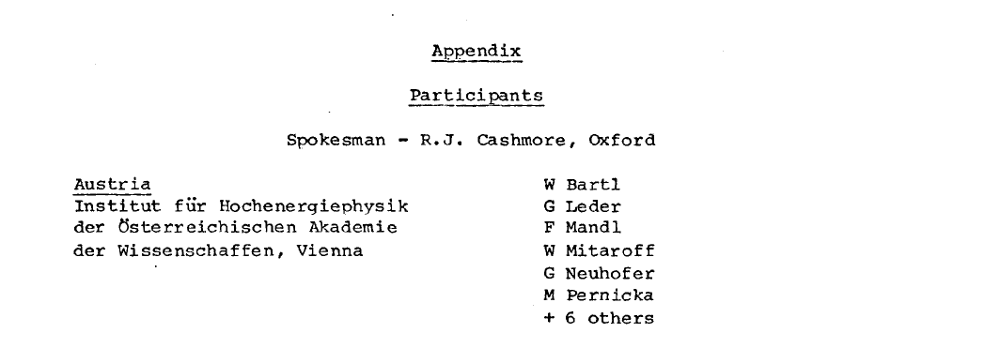 Appendix
Participants
Spokesman - R.J. Cashmore, Oxford
Austria
Institut für Hochenergiephysik
der Österreichischen Akademie
der Wissenschaffen, Vienna
W Bartl
G Leder
F Mandl
W Mitaroff
G Neuhofer
M Pernicka
+ 6 others